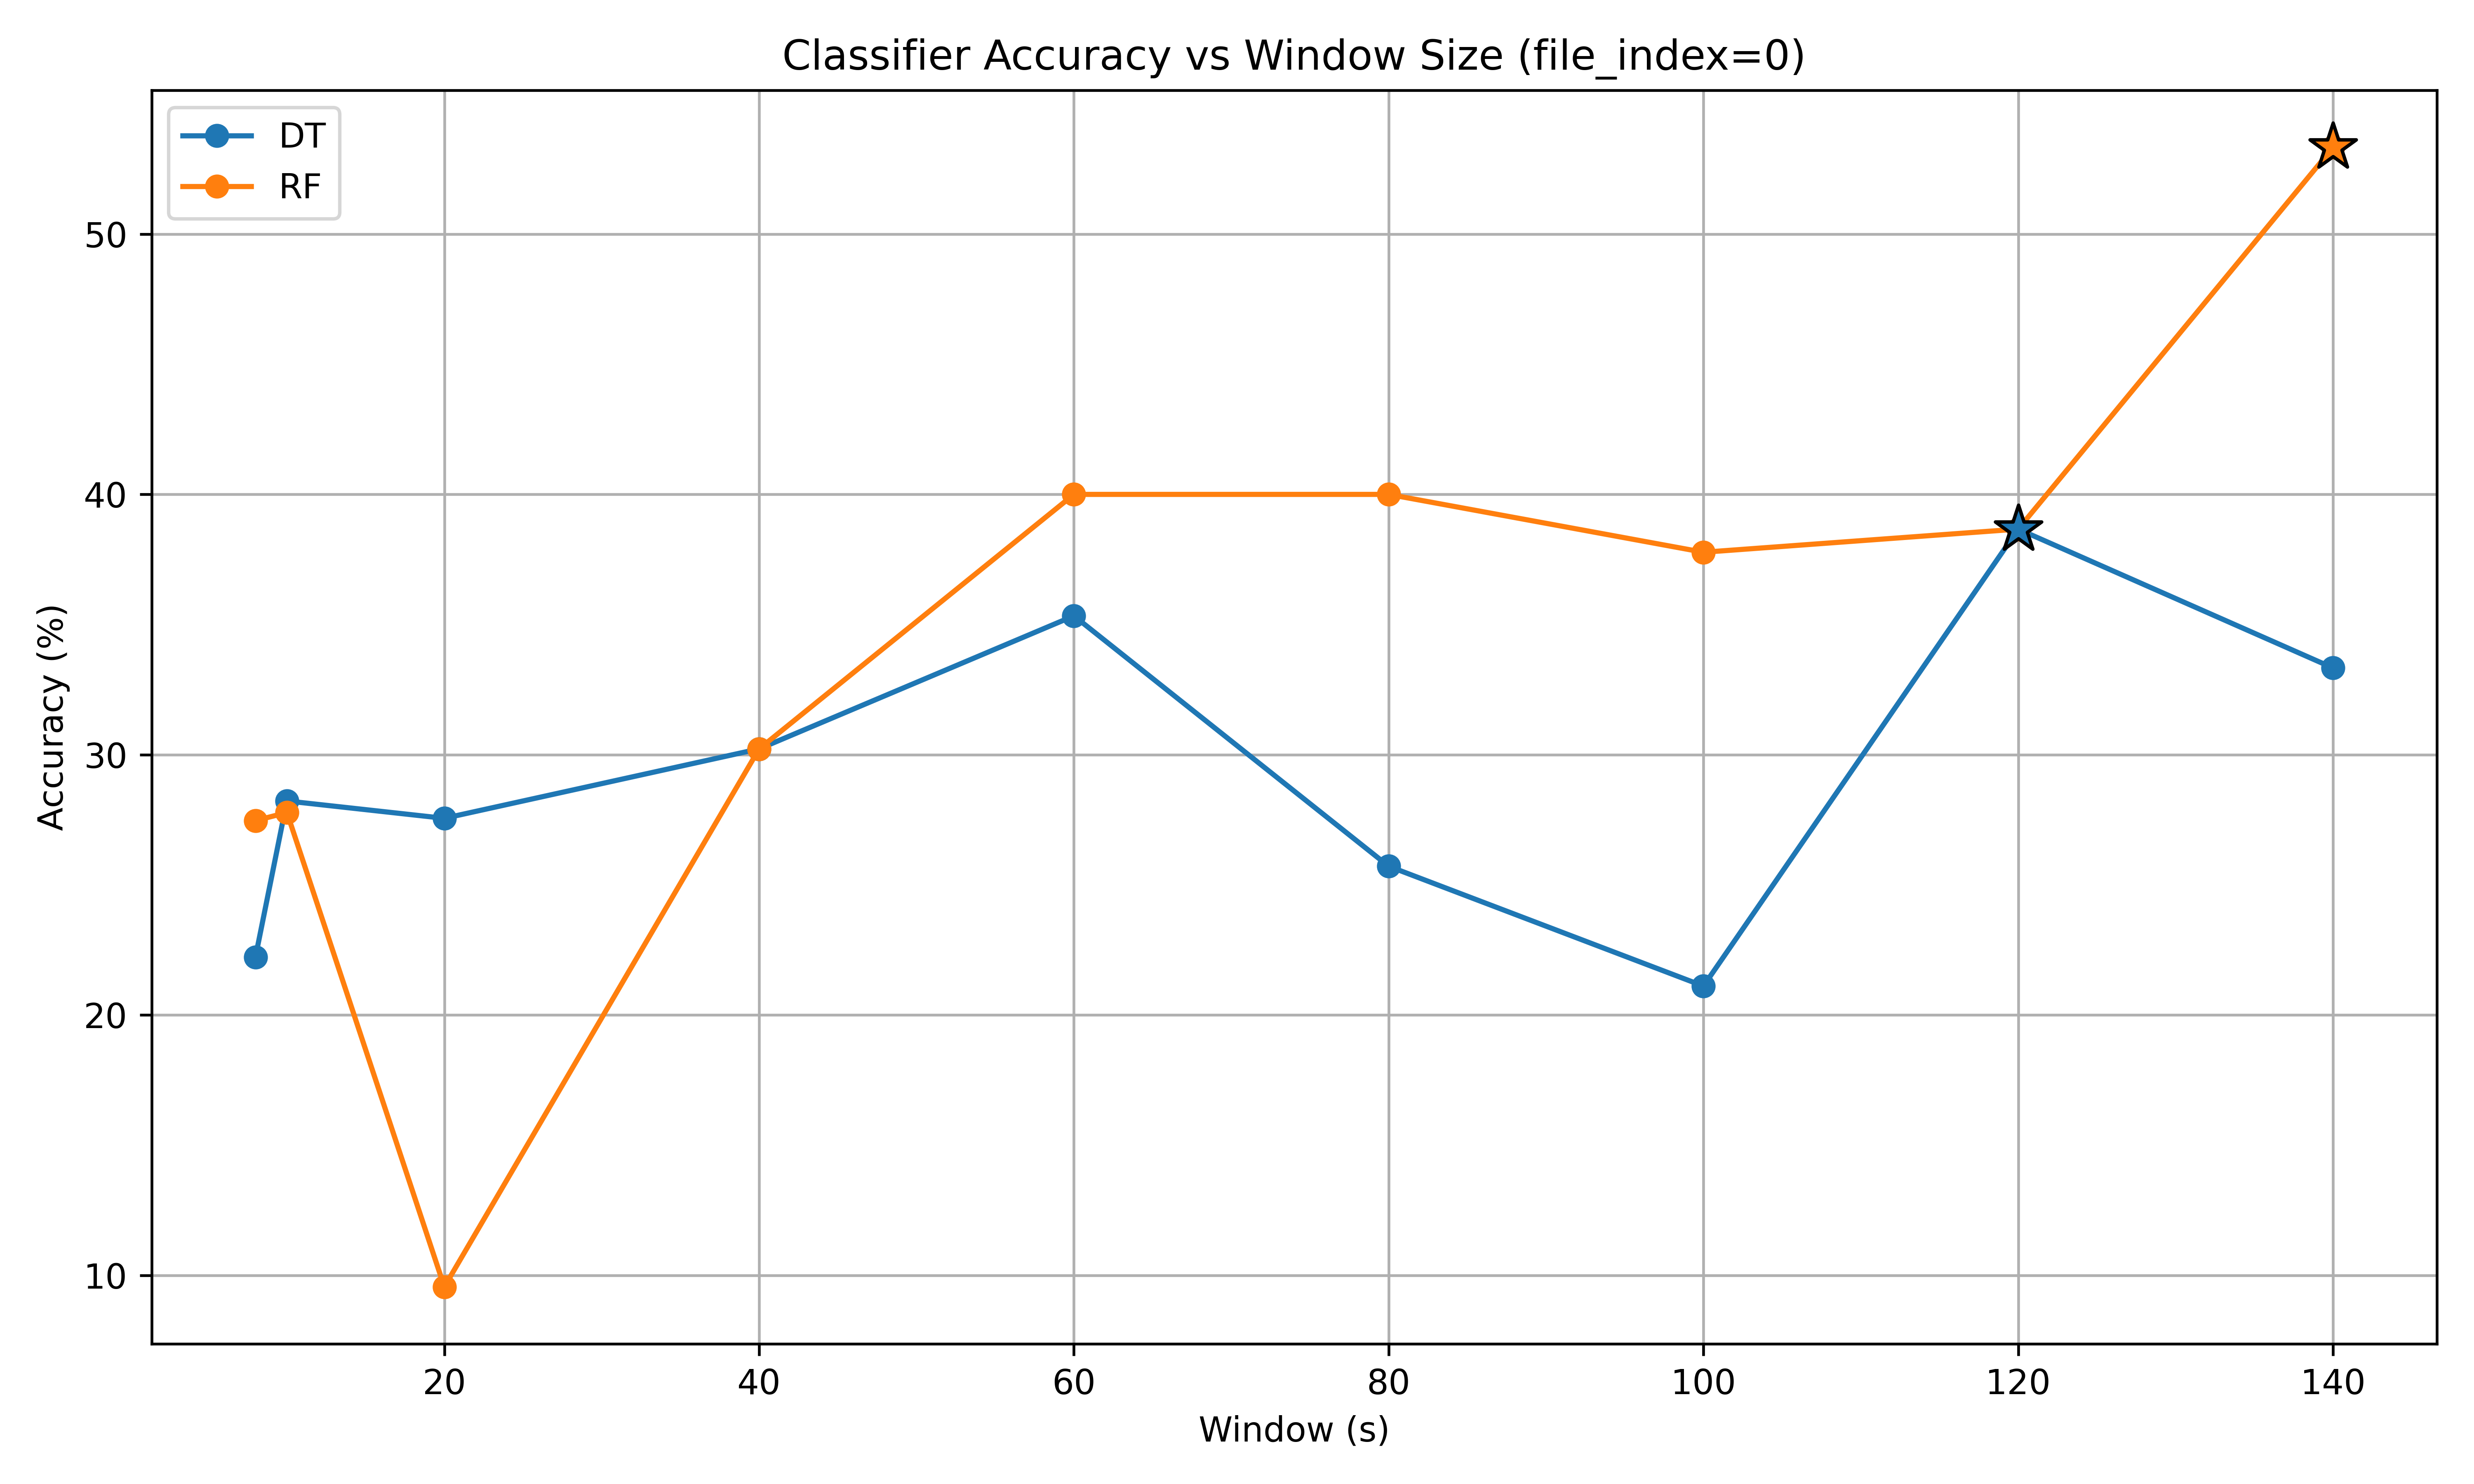 Classifier Accuracy vs Window Size (file_index=0)
DT
RF
50
40
30
20
10
Accuracy (%)
20 40 60 80 100 120 140
Window (s)